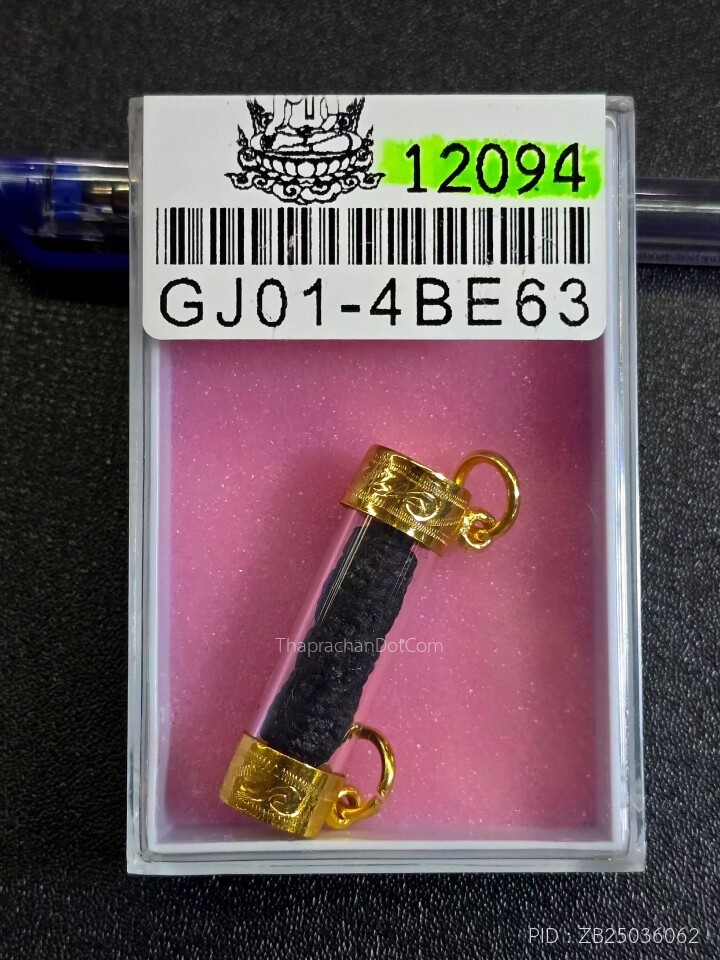 12094
GJ01-4BE63
ThaprachanDotCom
PID : ZB25036062